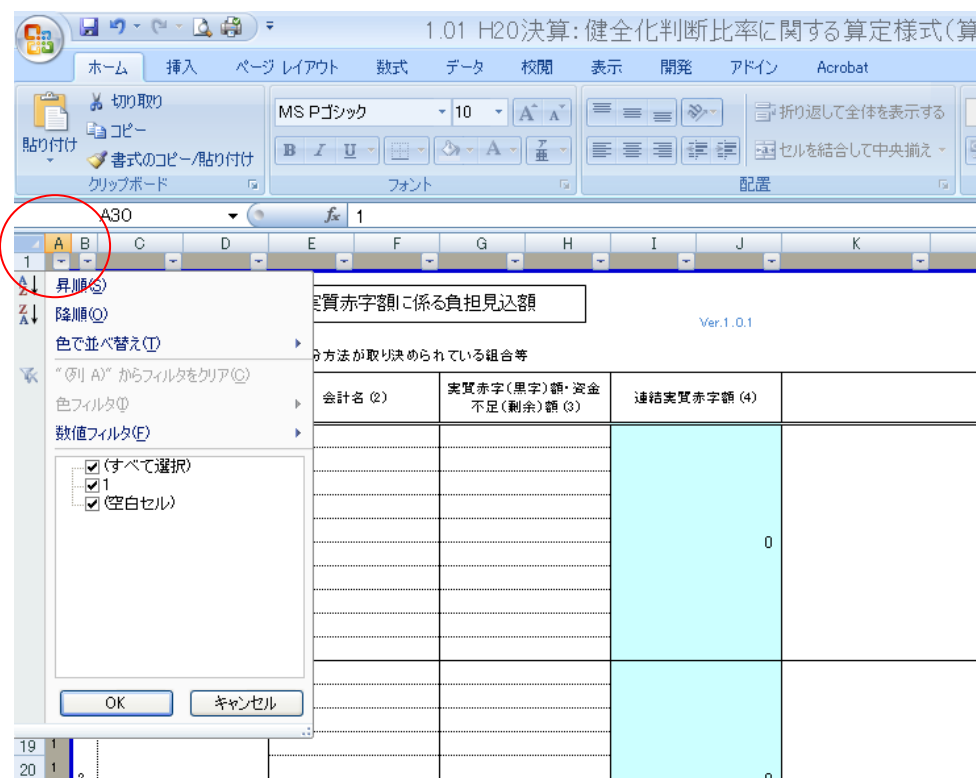 1.01 H20決算:健全化判断比率に関する算定様式(算
ホーム 挿入 ページ レイアウト 数式 データ 校閲 表示 開発 アドイン Acrobat
切り取り
コピー
書式のコピー/貼り付け
貼り付け
MS Pゴシック 10
折り返して全体を表示する
B I U A 亜
セルを結合して中央揃え
クリップボード フォント 配置
A30 fx 1
A B C D E F G H I J K
1
昇順(S)
降順(O)
色で並べ替え(T)
"(列 A)" からフィルタをクリア(C)
色フィルタ(I)
数値フィルタ(F)
(すべて選択)
1
(空白セル)
OK キャンセル
実質赤字額に係る負担見込額
Ver.1.0.1
分方法が取り決められている組合等
会計名 (2)
実質赤字(黒字)額・資金
不足(剰余)額 (3)
連結実質赤字額 (4)
0
19 1
20 1
0